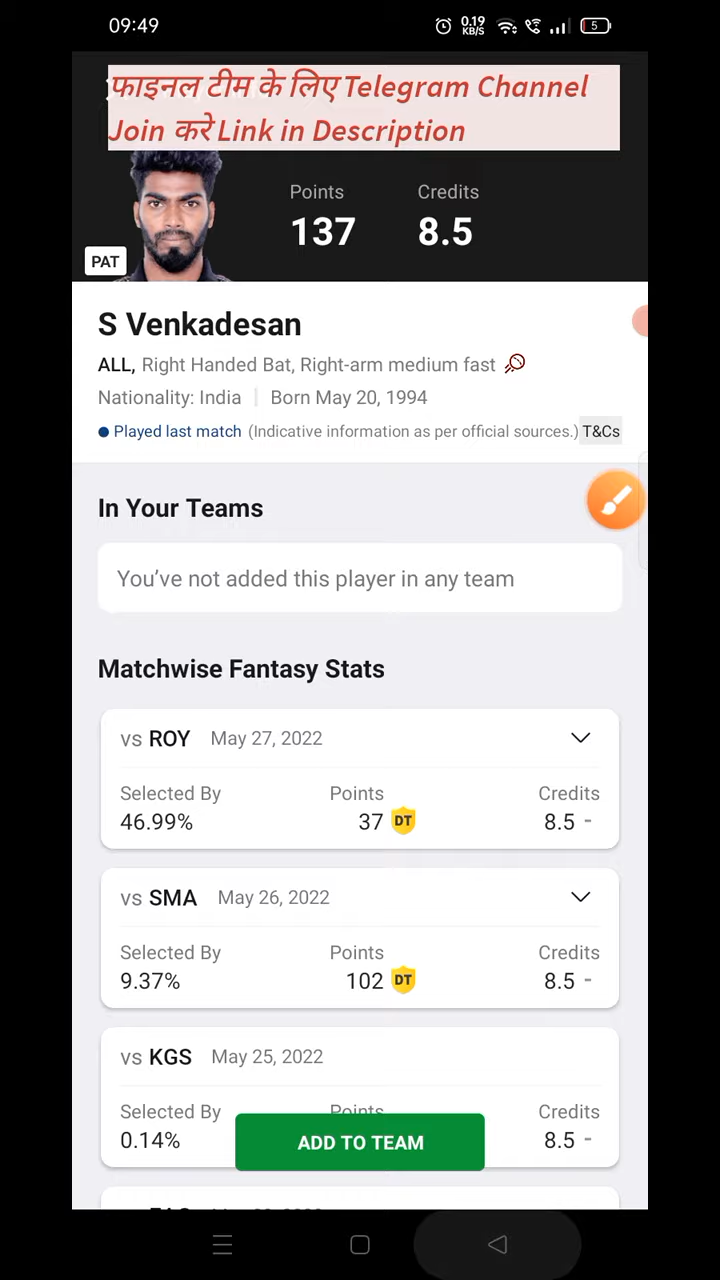 09:49
0.19
KB/S
5
फाइनल टीम के लिए Telegram Channel
Join करे Link in Description
Points
Credits
137
8.5
PAT
S Venkadesan
ALL, Right Handed Bat, Right-arm medium fast
Nationality: India
Born May 20, 1994
Played last match (Indicative information as per official sources.) T&Cs
In Your Teams
You've not added this player in any team
Matchwise Fantasy Stats
vs ROY May 27, 2022
Selected By
Points
Credits
46.99%
37 DT
8.5 -
vs SMA May 26, 2022
Selected By
Points
Credits
9.37%
102 DT
8.5 -
vs KGS May 25, 2022
Selected By
Points
Credits
0.14%
8.5 -
ADD TO TEAM